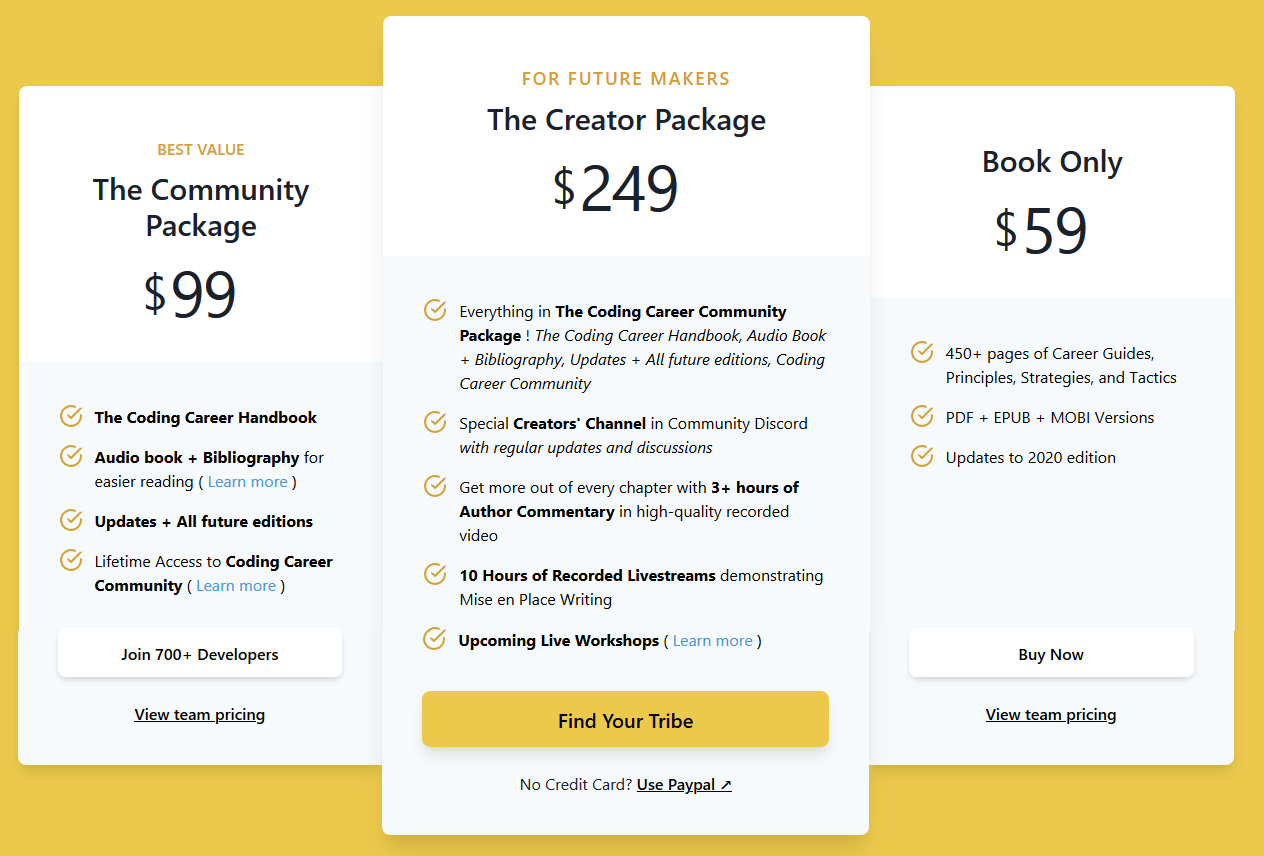 BEST VALUE
The Community
Package
$99
The Coding Career Handbook
Audio book + Bibliography for
easier reading ( Learn more )
Updates + All future editions
Lifetime Access to Coding Career
Community ( Learn more )
Join 700+ Developers
View team pricing
FOR FUTURE MAKERS
The Creator Package
$249
Everything in The Coding Career Community
Package ! The Coding Career Handbook, Audio Book
+ Bibliography, Updates + All future editions, Coding
Career Community
Special Creators' Channel in Community Discord
with regular updates and discussions
Get more out of every chapter with 3+ hours of
Author Commentary in high-quality recorded
video
10 Hours of Recorded Livestreams demonstrating
Mise en Place Writing
Upcoming Live Workshops ( Learn more )
Find Your Tribe
No Credit Card? Use Paypal ↗
Book Only
$59
450+ pages of Career Guides,
Principles, Strategies, and Tactics
PDF + EPUB + MOBI Versions
Updates to 2020 edition
Buy Now
View team pricing